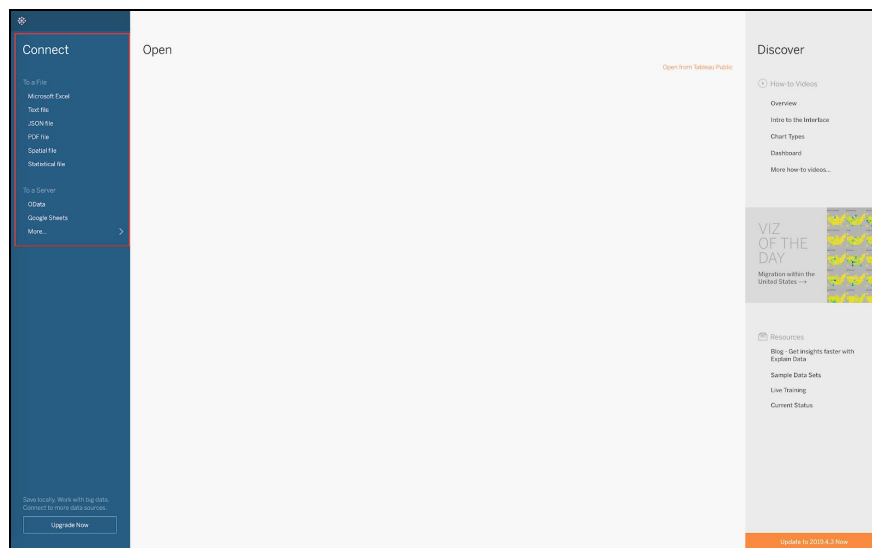 Connect
To a File
Microsoft Excel
Text file
JSON file
PDF file
Spatial file
Statistical file
To a Server
OData
Google Sheets
More...
Save locally. Work with big data.
Connect to more data sources.
Upgrade Now
Open
Open from Tableau Public
Discover
How-to Videos
Overview
Intro to the Interface
Chart Types
Dashboard
More how-to videos...
VIZ
OF THE
DAY
Migration within the
United States →
Resources
Blog - Get insights faster with
Explain Data
Sample Data Sets
Live Training
Current Status
Update to 2019.4.3 Now